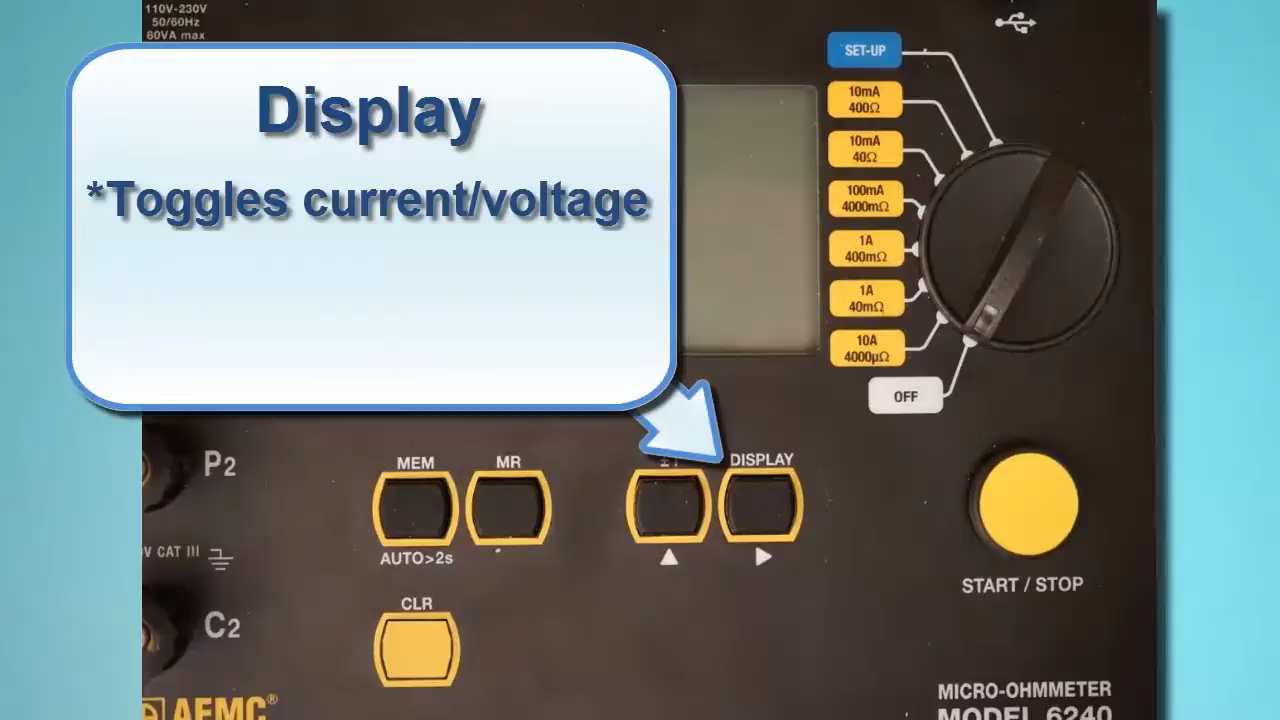 110V-230V
50/60Hz
80VA max
Display
*Toggles current/voltage
SET-UP
10mA
400Ω
10mA
40Ω
100mA
4000mΩ
1A
400mΩ
1A
40mΩ
10A
4000µΩ
OFF
P2
MEM
MR
DISPLAY
V CAT III
AUTO>2s
START / STOP
CLR
C2
AEMC®
MICRO-OHMMETER
MODEL 6240